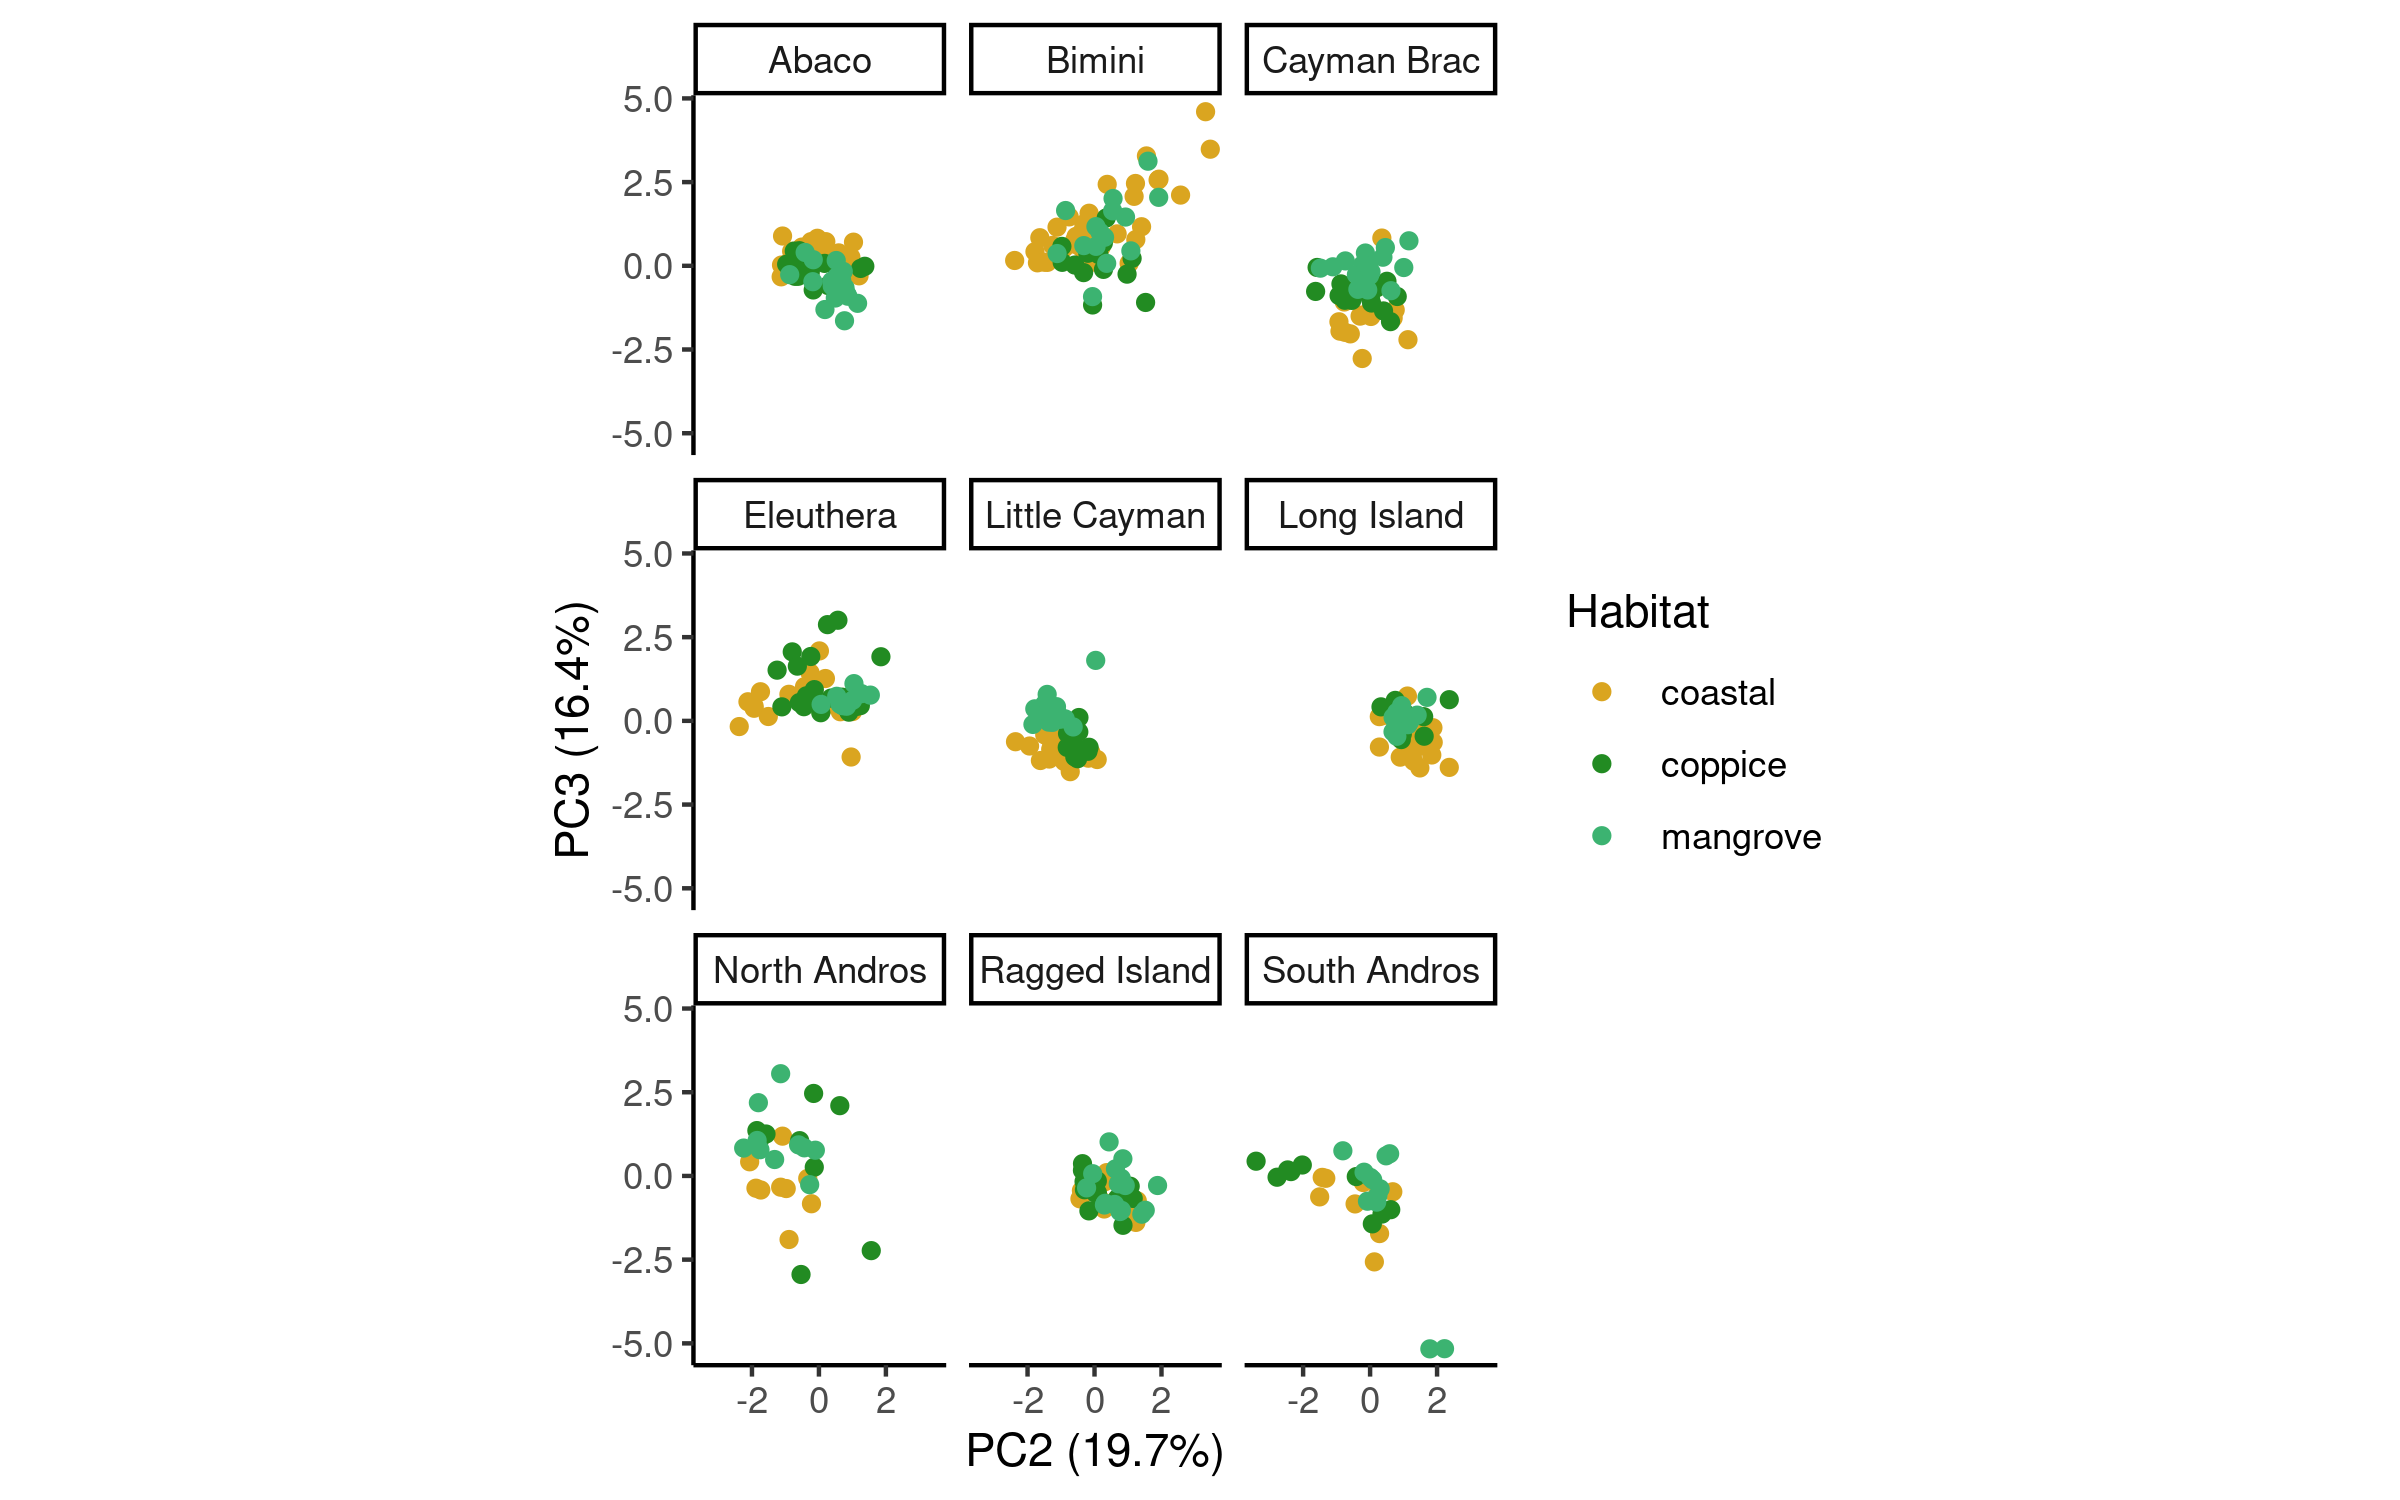 Abaco Bimini Cayman Brac
5.0
2.5
0.0
-2.5
-5.0
Eleuthera Little Cayman Long Island
5.0
2.5
0.0
-2.5
-5.0
North Andros Ragged Island South Andros
5.0
2.5
0.0
-2.5
-5.0
-2 0 2 -2 0 2 -2 0 2
PC2 (19.7%)
PC3 (16.4%)
Habitat
coastal
coppice
mangrove